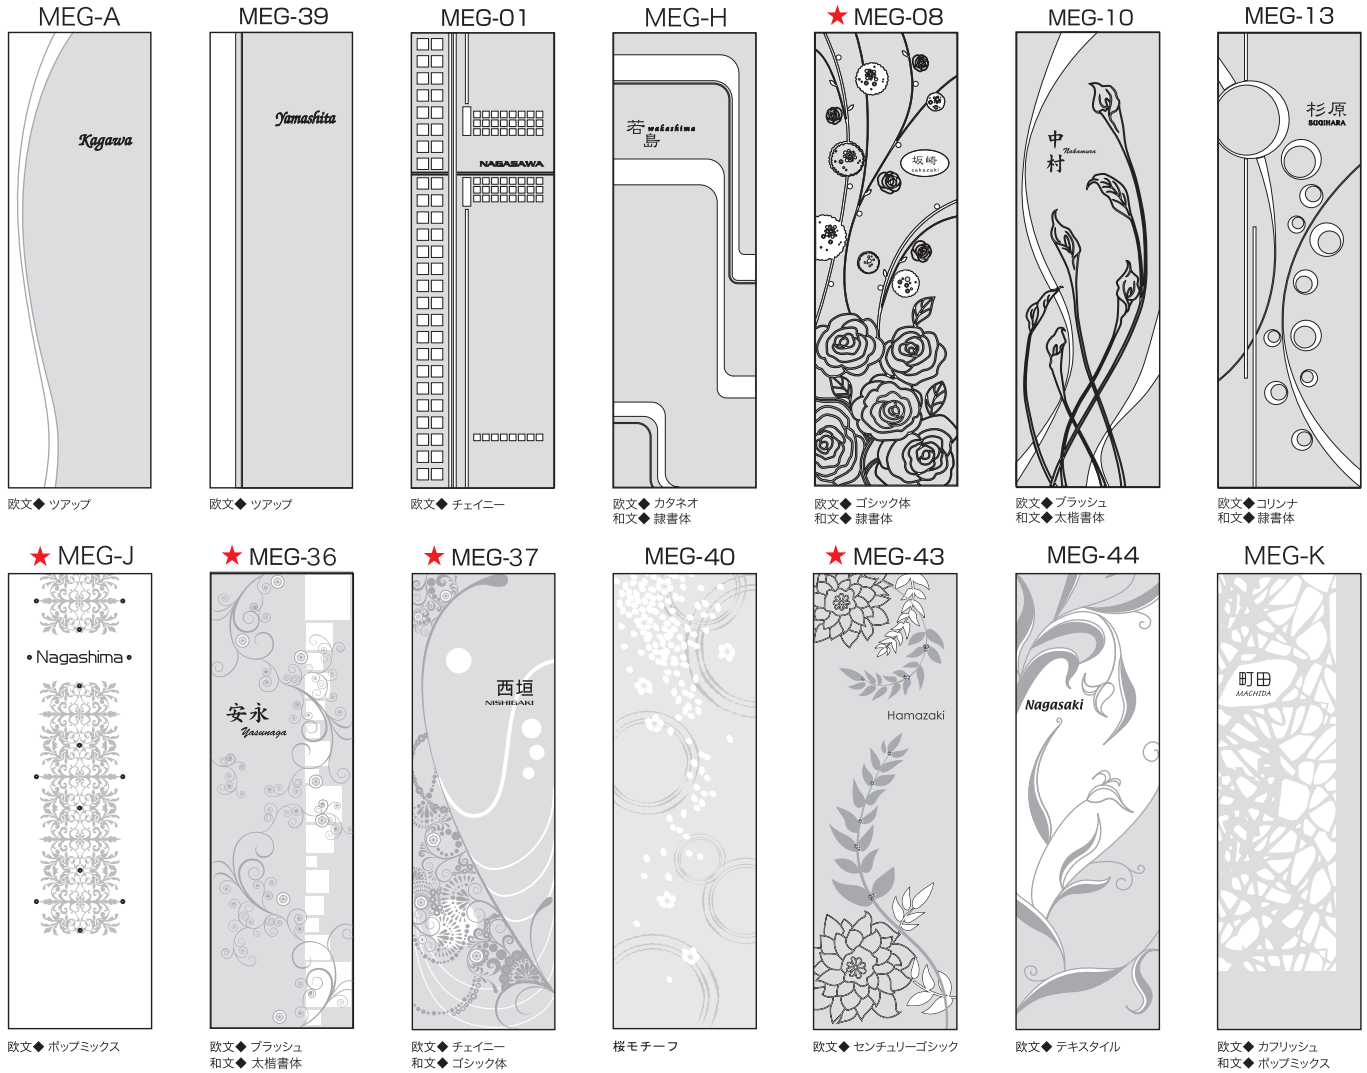 MEG-A
MEG-39
MEG-01
MEG-H
★ MEG-08
MEG-10
MEG-13
Kagawa
Yamashita
NAGASAWA
若島
wakashima
坂崎
sakazaki
中村
Nakamura
杉原
SUGIHARA
欧文◆ ツアップ
欧文◆ ツアップ
欧文◆ チェイニー
欧文◆ カタネオ
和文◆ 隷書体
欧文◆ ゴシック体
和文◆ 隷書体
欧文◆ブラッシュ
和文◆太楷書体
欧文◆コリンナ
和文◆ 隷書体
★ MEG-J
★ MEG-36
★ MEG-37
MEG-40
★ MEG-43
MEG-44
MEG-K
Nagashima
安永
Yasunaga
西垣
NISHIGAKI
Hamazaki
Nagasaki
町田
MACHIDA
欧文◆ ポップミックス
欧文◆ ブラッシュ
和文◆ 太楷書体
欧文◆ チェイニー
和文◆ ゴシック体
桜モチーフ
欧文◆ センチュリーゴシック
欧文◆ テキスタイル
欧文◆ カフリッシュ
和文◆ ポップミックス